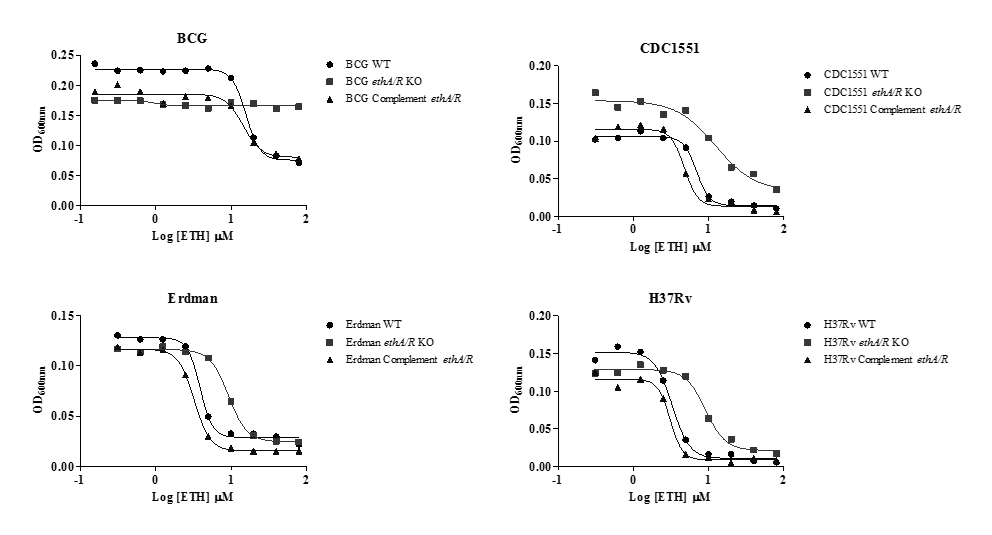 BCG
0.25
0.20
0.15
0.10
0.05
0.00
OD600nm
-1 0 1 2
Log [ETH] µM
BCG WT
BCG ethA/R KO
BCG Complement ethA/R
CDC1551
0.20
0.15
0.10
0.05
0.00
OD600nm
-1 0 1 2
Log [ETH] µM
CDC1551 WT
CDC1551 ethA/R KO
CDC1551 Complement ethA/R
Erdman
0.15
0.10
0.05
0.00
OD600nm
-1 0 1 2
Log [ETH] µM
Erdman WT
Erdman ethA/R KO
Erdman Complement ethA/R
H37Rv
0.20
0.15
0.10
0.05
0.00
OD600nm
-1 0 1 2
Log [ETH] µM
H37Rv WT
H37Rv ethA/R KO
H37Rv Complement ethA/R